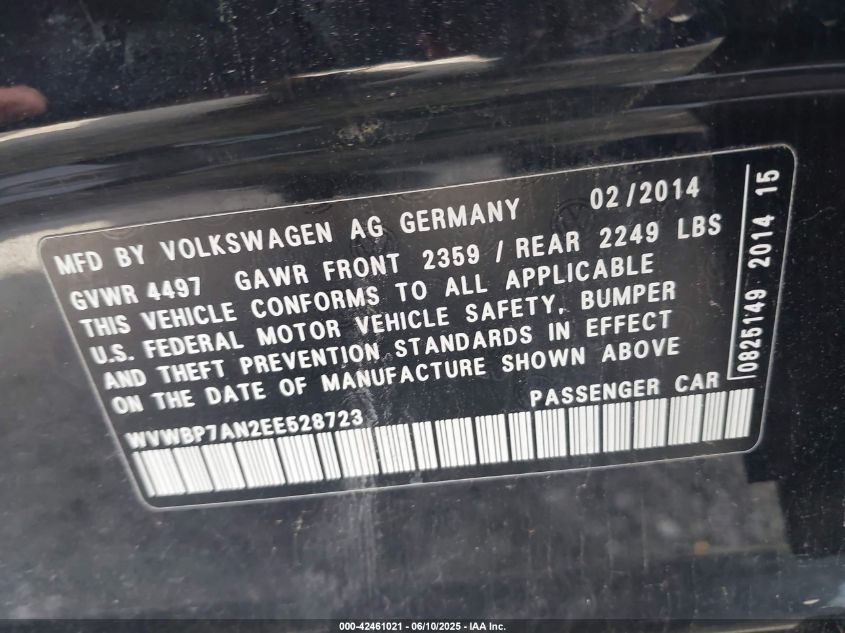 MFD BY VOLKSWAGEN AG GERMANY 02/2014
GVWR 4497 GAWR FRONT 2359 / REAR 2249 LBS
THIS VEHICLE CONFORMS TO ALL APPLICABLE
U.S. FEDERAL MOTOR VEHICLE SAFETY, BUMPER
AND THEFT PREVENTION STANDARDS IN EFFECT
ON THE DATE OF MANUFACTURE SHOWN ABOVE
WVWBP7AN2EE528723 PASSENGER CAR
0825149 2014 15
000-42461021 - 06/10/2025 - IAA Inc.